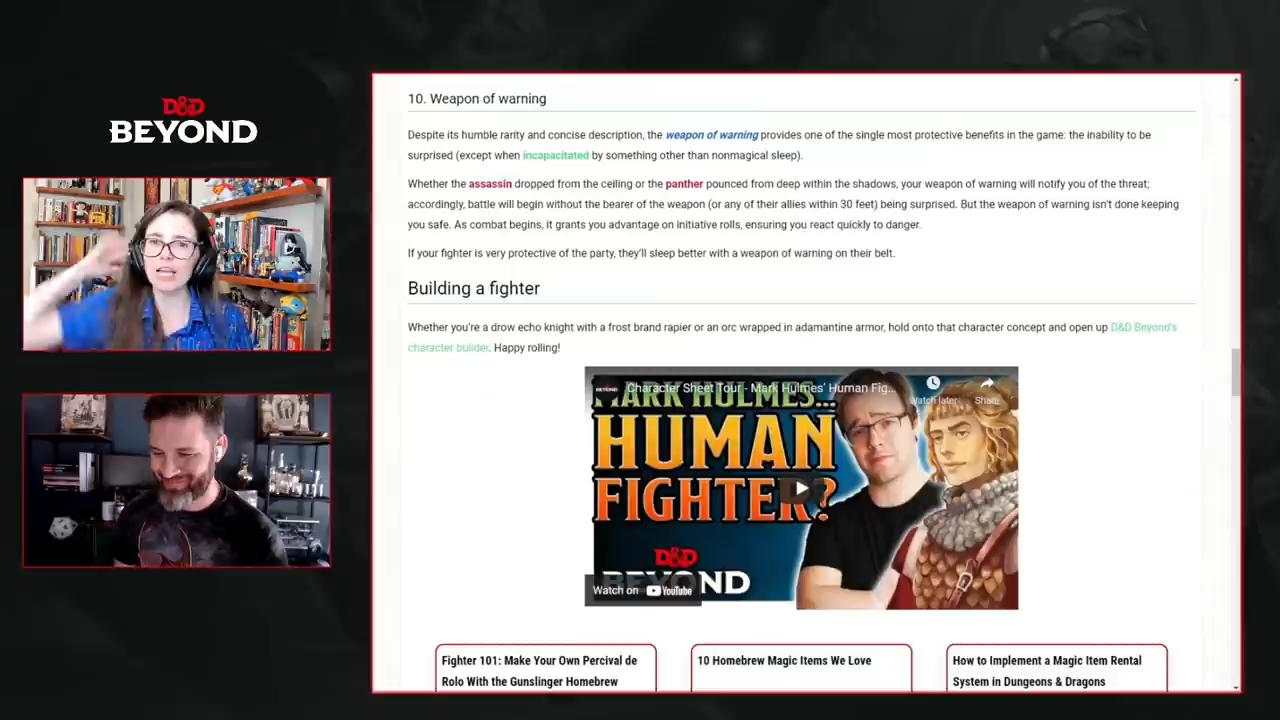 D&D
BEYOND
10. Weapon of warning
Despite its humble rarity and concise description, the weapon of warning provides one of the single most protective benefits in the game: the inability to be
surprised (except when incapacitated by something other than nonmagical sleep).
Whether the assassin dropped from the ceiling or the panther pounced from deep within the shadows, your weapon of warning will notify you of the threat;
accordingly, battle will begin without the bearer of the weapon (or any of their allies within 30 feet) being surprised. But the weapon of warning isn't done keeping
you safe. As combat begins, it grants you advantage on initiative rolls, ensuring you react quickly to danger.
If your fighter is very protective of the party, they'll sleep better with a weapon of warning on their belt.
Building a fighter
Whether you're a drow echo knight with a frost brand rapier or an orc wrapped in adamantine armor, hold onto that character concept and open up D&D Beyond's
character builder. Happy rolling!
Character Sheet Tour - Mark Hulmes' Human Fig...
Watch later
Share
MARK HULMES...
HUMAN
FIGHTER?
D&D
BEYOND
Watch on YouTube
Fighter 101: Make Your Own Percival de
Rolo With the Gunslinger Homebrew
10 Homebrew Magic Items We Love
How to Implement a Magic Item Rental
System in Dungeons & Dragons